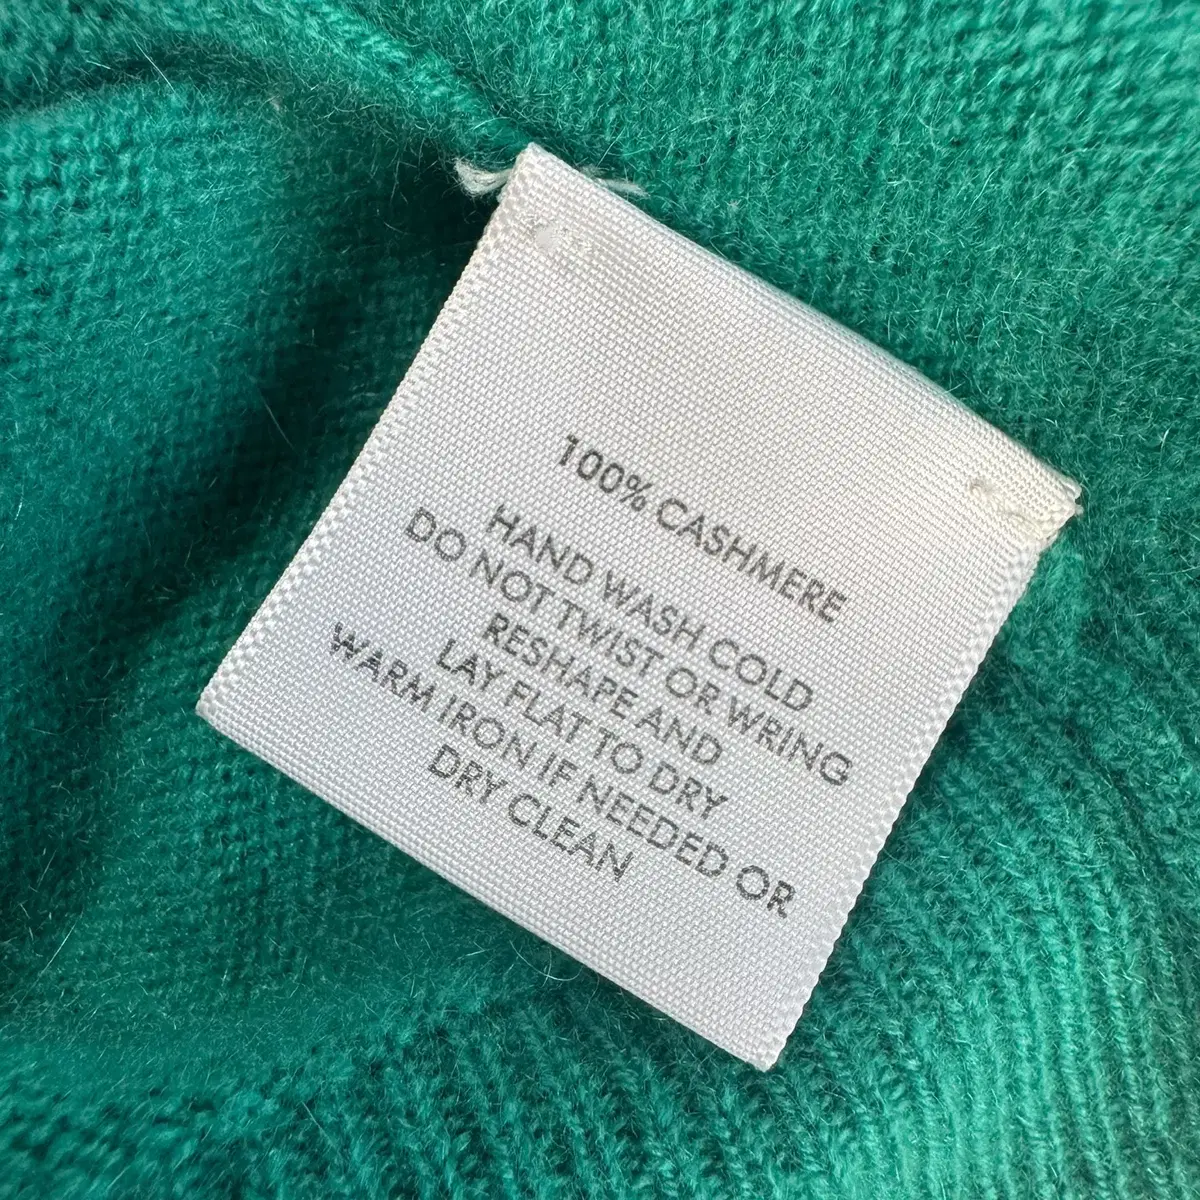 100% CASHMERE
HAND WASH COLD
DO NOT TWIST OR WRING
RESHAPE AND
LAY FLAT TO DRY
WARM IRON IF NEEDED OR
DRY CLEAN